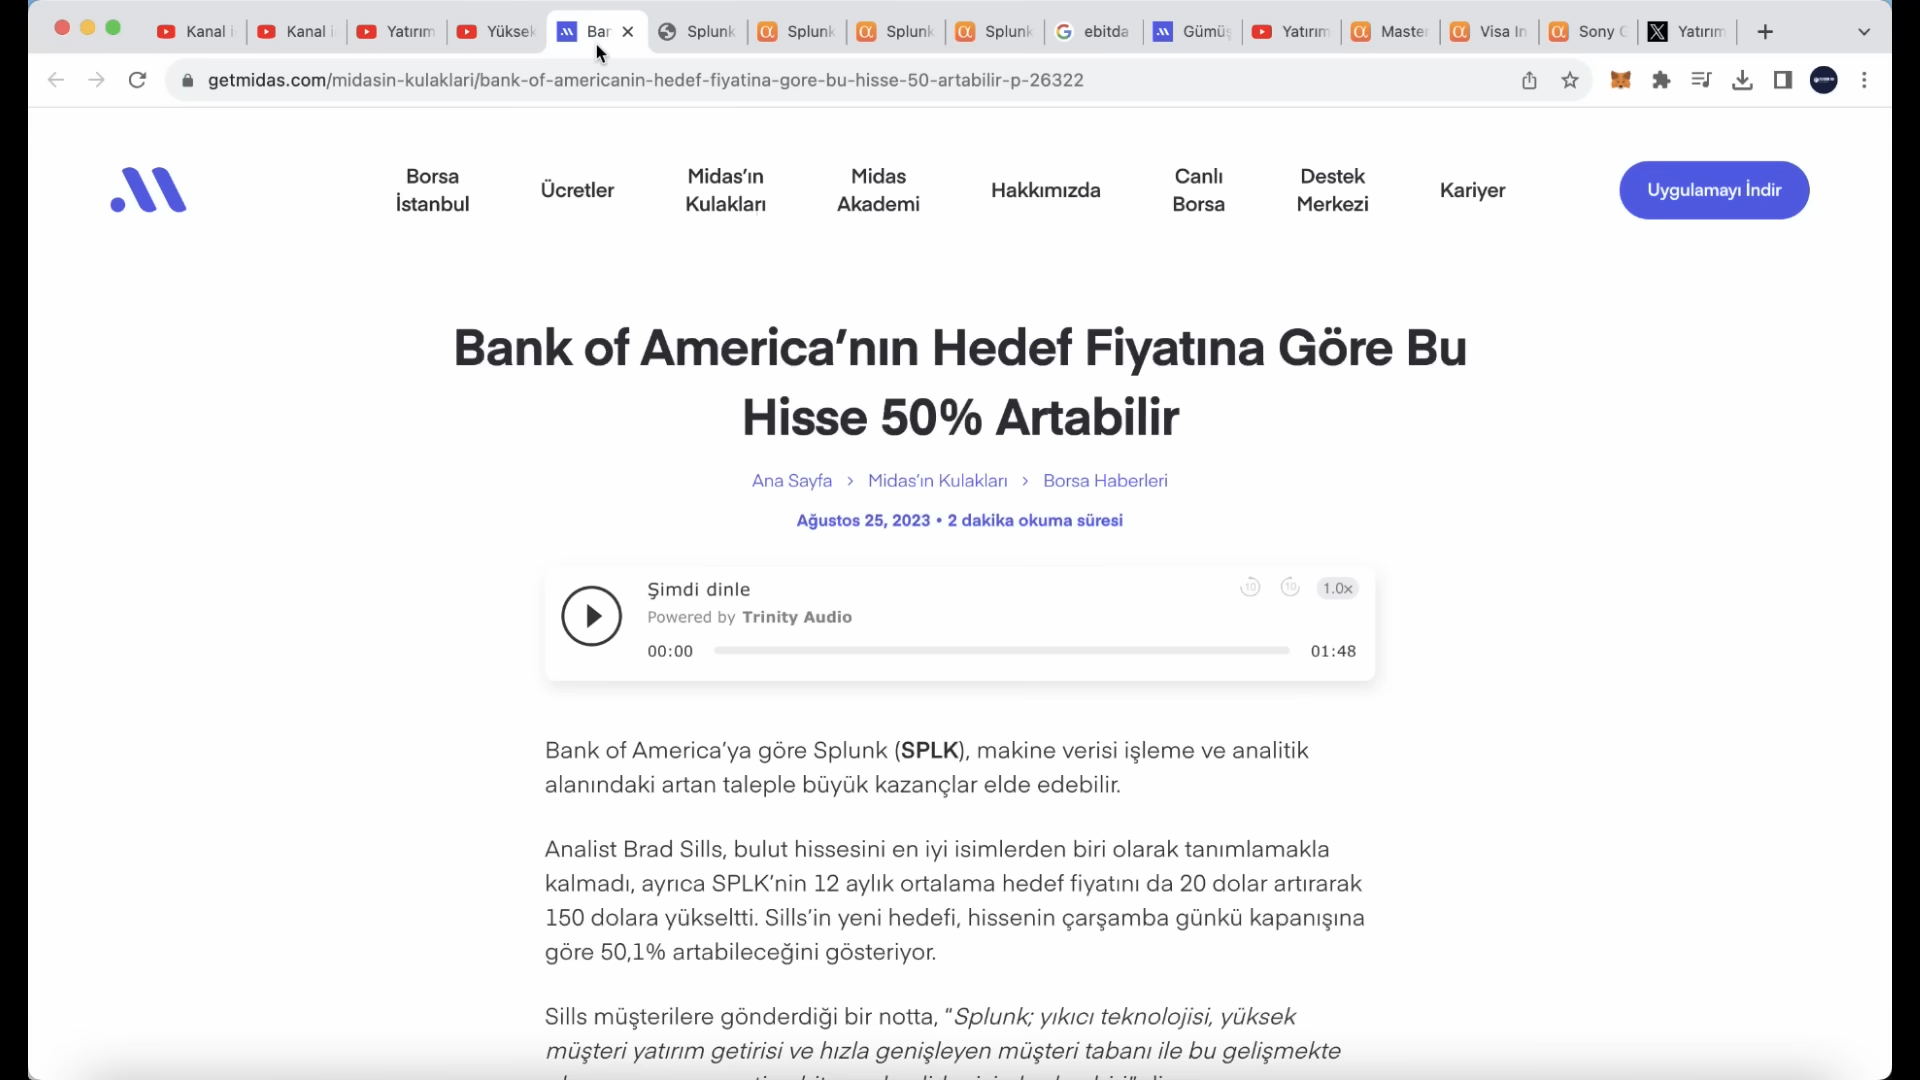 Kanal
Kanal
Yatırım
Yüksek
Bar
Splunk
Splunk
Splunk
Splunk
ebitda
Gümüş
Yatırım
Master
Visa In
Sony G
Yatırım
getmidas.com/midasin-kulaklari/bank-of-americanin-hedef-fiyatina-gore-bu-hisse-50-artabilir-p-26322
Borsa
İstanbul
Ücretler
Midas’ın
Kulakları
Midas
Akademi
Hakkımızda
Canlı
Borsa
Destek
Merkezi
Kariyer
Uygulamayı İndir
Bank of America’nın Hedef Fiyatına Göre Bu
Hisse 50% Artabilir
Ana Sayfa > Midas’ın Kulakları > Borsa Haberleri
Ağustos 25, 2023 • 2 dakika okuma süresi
Şimdi dinle
10 10 1.0x
Powered by Trinity Audio
00:00 01:48
Bank of America’ya göre Splunk (SPLK), makine verisi işleme ve analitik
alanındaki artan taleple büyük kazançlar elde edebilir.
Analist Brad Sills, bulut hissesini en iyi isimlerden biri olarak tanımlamakla
kalmadı, ayrıca SPLK’nin 12 aylık ortalama hedef fiyatını da 20 dolar artırarak
150 dolara yükseltti. Sills’in yeni hedefi, hissenin çarşamba günkü kapanışına
göre 50,1% artabileceğini gösteriyor.
Sills müşterilere gönderdiği bir notta, “Splunk; yıkıcı teknolojisi, yüksek
müşteri yatırım getirisi ve hızla genişleyen müşteri tabanı ile bu gelişmekte